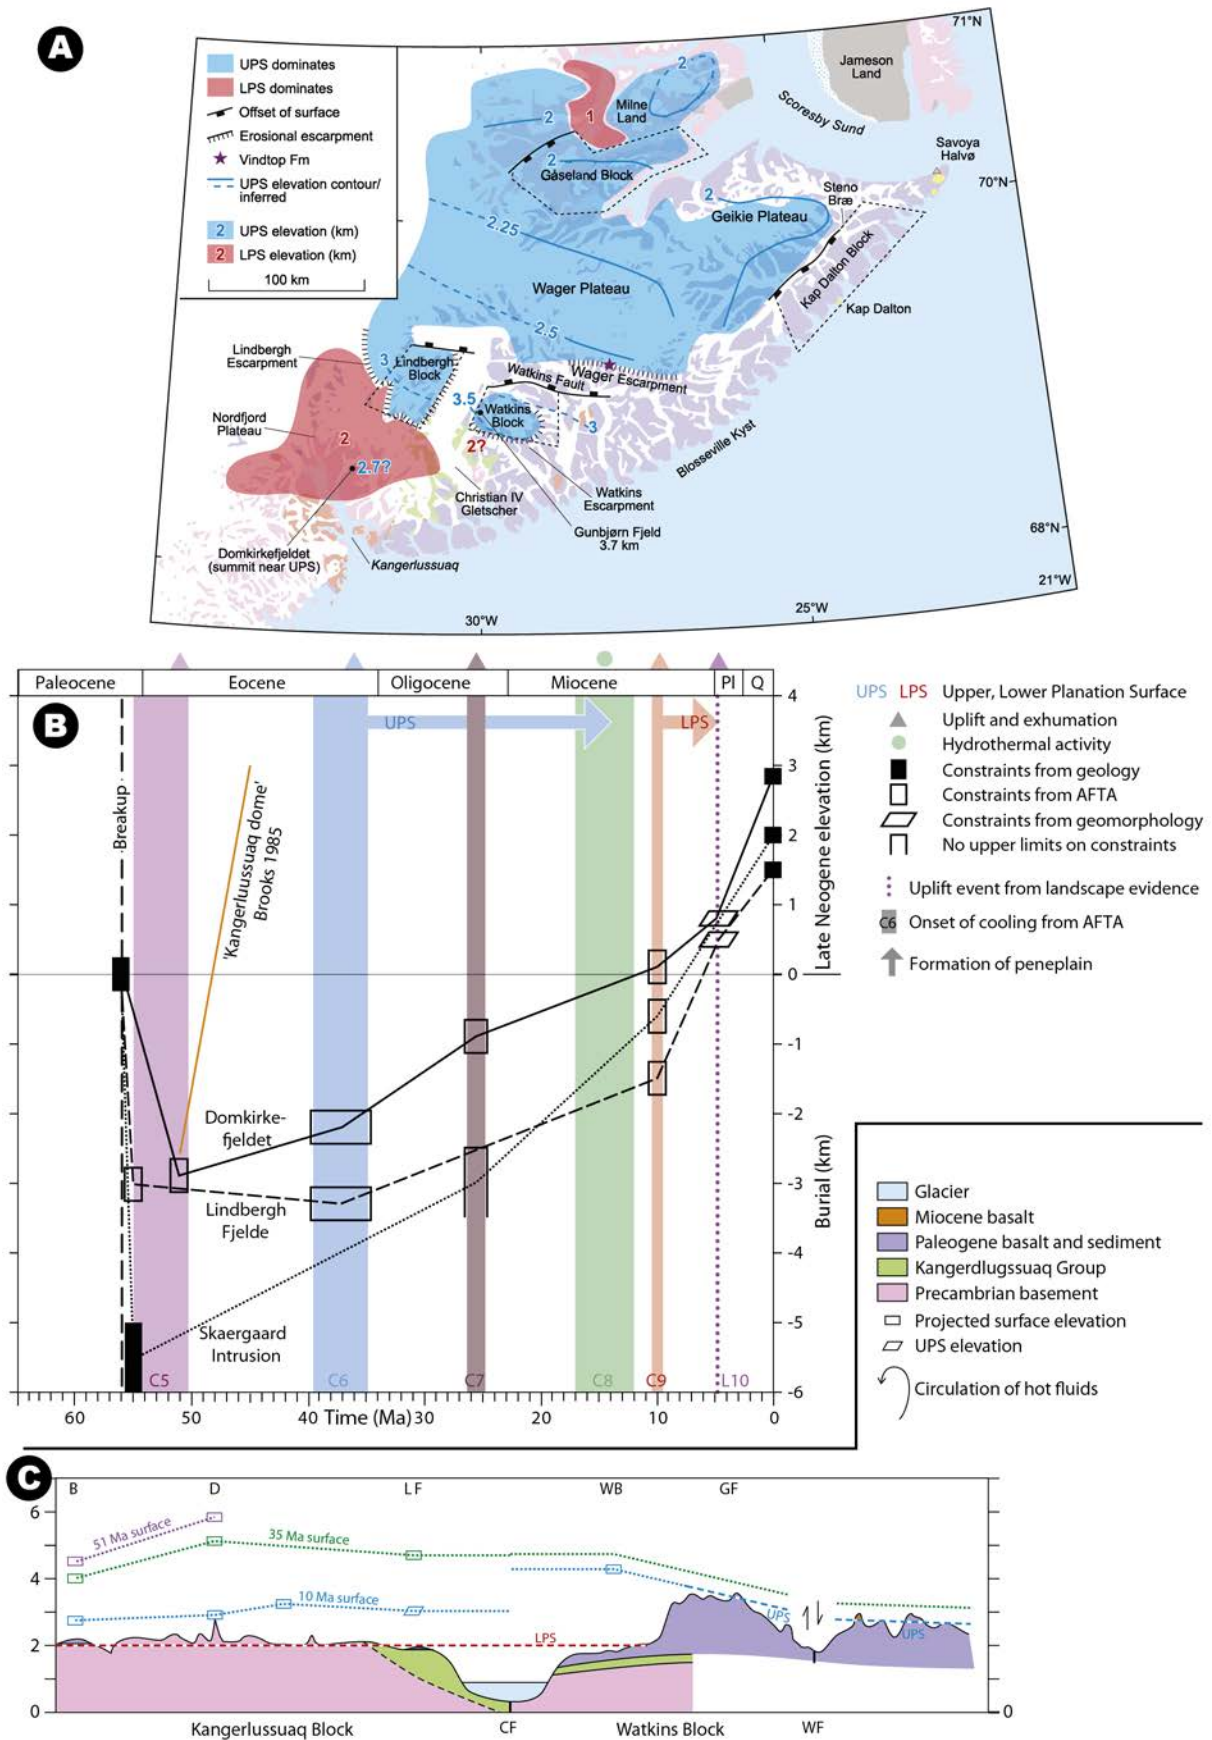 A
UPS dominates
LPS dominates
Offset of surface
Erosional escarpment
Vindtop Fm
UPS elevation contour/
inferred
2 UPS elevation (km)
2 LPS elevation (km)
100 km
71°N
Jameson
Land
Scoresby Sund
Savoya
Halvø
70°N
2
1
Milne
Land
2
2
Gåseland Block
2
Steno
Bræ
Geikie Plateau
2.25
Kap Dalton Block
Wager Plateau
Kap Dalton
2.5
Lindbergh
Escarpment
3
Lindbergh
Block
Watkins Fault
Wager Escarpment
3.5
Watkins
Block
3
Nordfjord
Plateau
2
2?
2.7?
Blosseville Kyst
Christian IV
Gletscher
Watkins
Escarpment
Gunbjørn Fjeld
3.7 km
68°N
Domkirkefjeldet
(summit near UPS)
Kangerlussuaq
21°W
30°W
25°W
Paleocene
Eocene
Oligocene
Miocene
Pl
Q
B
UPS
LPS
Breakup
'Kangerluussuaq dome'
Brooks 1985
Domkirke-
fjeldet
Lindbergh
Fjelde
Skaergaard
Intrusion
C5
C6
C7
C8
C9
L10
4
3
2
1
0
-1
-2
-3
-4
-5
-6
Late Neogene elevation (km)
Burial (km)
60
50
40
Time (Ma)
30
20
10
0
UPS LPS Upper, Lower Planation Surface
Uplift and exhumation
Hydrothermal activity
Constraints from geology
Constraints from AFTA
Constraints from geomorphology
No upper limits on constraints
Uplift event from landscape evidence
C6 Onset of cooling from AFTA
Formation of peneplain
Glacier
Miocene basalt
Paleogene basalt and sediment
Kangerdlugssuaq Group
Precambrian basement
Projected surface elevation
UPS elevation
Circulation of hot fluids
C
B
D
LF
WB
GF
6
4
2
0
51 Ma surface
35 Ma surface
10 Ma surface
LPS
UPS
UPS
0
Kangerlussuaq Block
CF
Watkins Block
WF